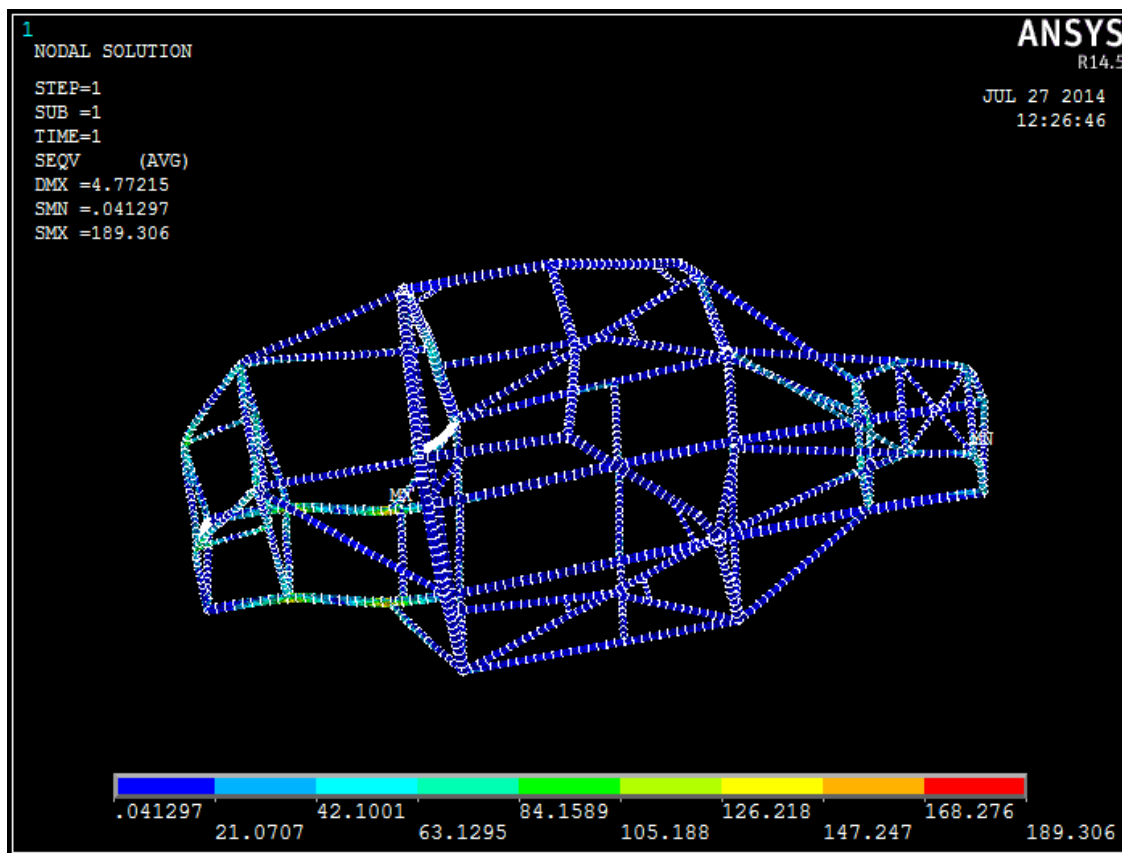 1
NODAL SOLUTION
STEP=1
SUB =1
TIME=1
SEQV     (AVG)
DMX =4.77215
SMN =.041297
SMX =189.306
ANSYS
R14.5
JUL 27 2014
12:26:46
MX
MN
.041297 42.1001 84.1589 126.218 168.276
21.0707 63.1295 105.188 147.247 189.306